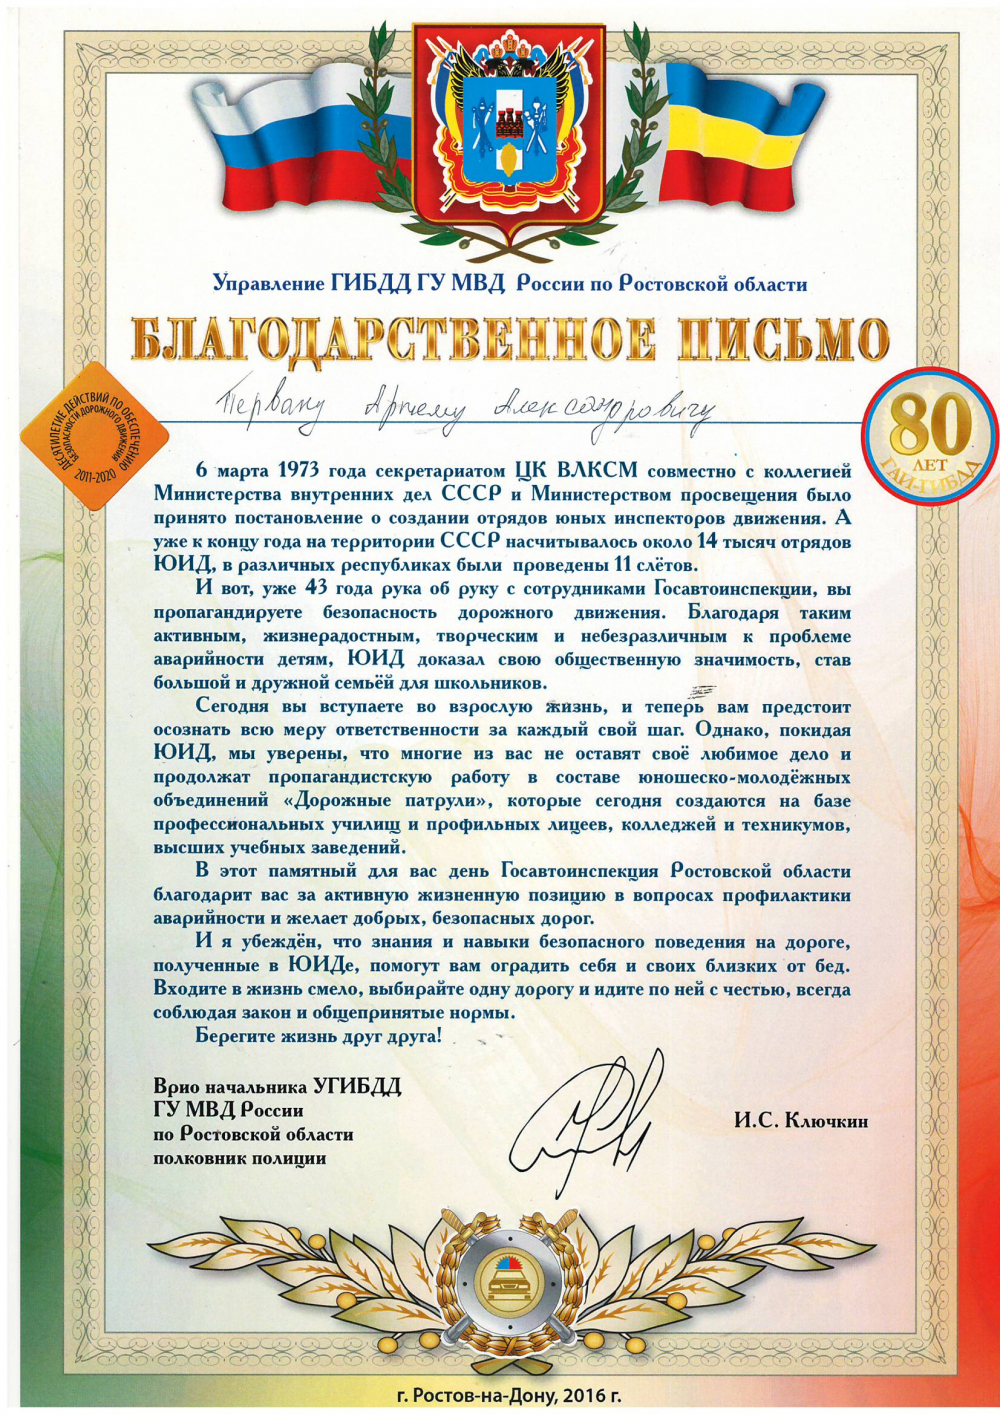 Управление ГИБДД ГУ МВД России по Ростовской области
БЛАГОДАРСТВЕННОЕ ПИСЬМО
Первану Артему Александровичу
ДЕСЯТИЛЕТИЕ ДЕЙСТВИЙ ПО ОБЕСПЕЧЕНИЮ
БЕЗОПАСНОСТИ ДОРОЖНОГО ДВИЖЕНИЯ
2011-2020
80
ЛЕТ
ГАИ-ГИБДД
6 марта 1973 года секретариатом ЦК ВЛКСМ совместно с коллегией
Министерства внутренних дел СССР и Министерством просвещения было
принято постановление о создании отрядов юных инспекторов движения. А
уже к концу года на территории СССР насчитывалось около 14 тысяч отрядов
ЮИД, в различных республиках были проведены 11 слётов.
И вот, уже 43 года рука об руку с сотрудниками Госавтоинспекции, вы
пропагандируете безопасность дорожного движения. Благодаря таким
активным, жизнерадостным, творческим и небезразличным к проблеме
аварийности детям, ЮИД доказал свою общественную значимость, став
большой и дружной семьёй для школьников.
Сегодня вы вступаете во взрослую жизнь, и теперь вам предстоит
осознать всю меру ответственности за каждый свой шаг. Однако, покидая
ЮИД, мы уверены, что многие из вас не оставят своё любимое дело и
продолжат пропагандистскую работу в составе юношеско-молодёжных
объединений «Дорожные патрули», которые сегодня создаются на базе
профессиональных училищ и профильных лицеев, колледжей и техникумов,
высших учебных заведений.
В этот памятный для вас день Госавтоинспекция Ростовской области
благодарит вас за активную жизненную позицию в вопросах профилактики
аварийности и желает добрых, безопасных дорог.
И я убеждён, что знания и навыки безопасного поведения на дороге,
полученные в ЮИДе, помогут вам оградить себя и своих близких от бед.
Входите в жизнь смело, выбирайте одну дорогу и идите по ней с честью, всегда
соблюдая закон и общепринятые нормы.
Берегите жизнь друг друга!
Врио начальника УГИБДД
ГУ МВД России
по Ростовской области
полковник полиции
И.С. Ключкин
г. Ростов-на-Дону, 2016 г.